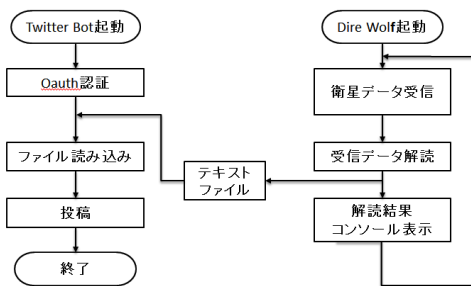 Twitter Bot起動
Oauth認証
ファイル読み込み
投稿
終了
テキスト
ファイル
Dire Wolf起動
衛星データ受信
受信データ解読
解読結果
コンソール表示